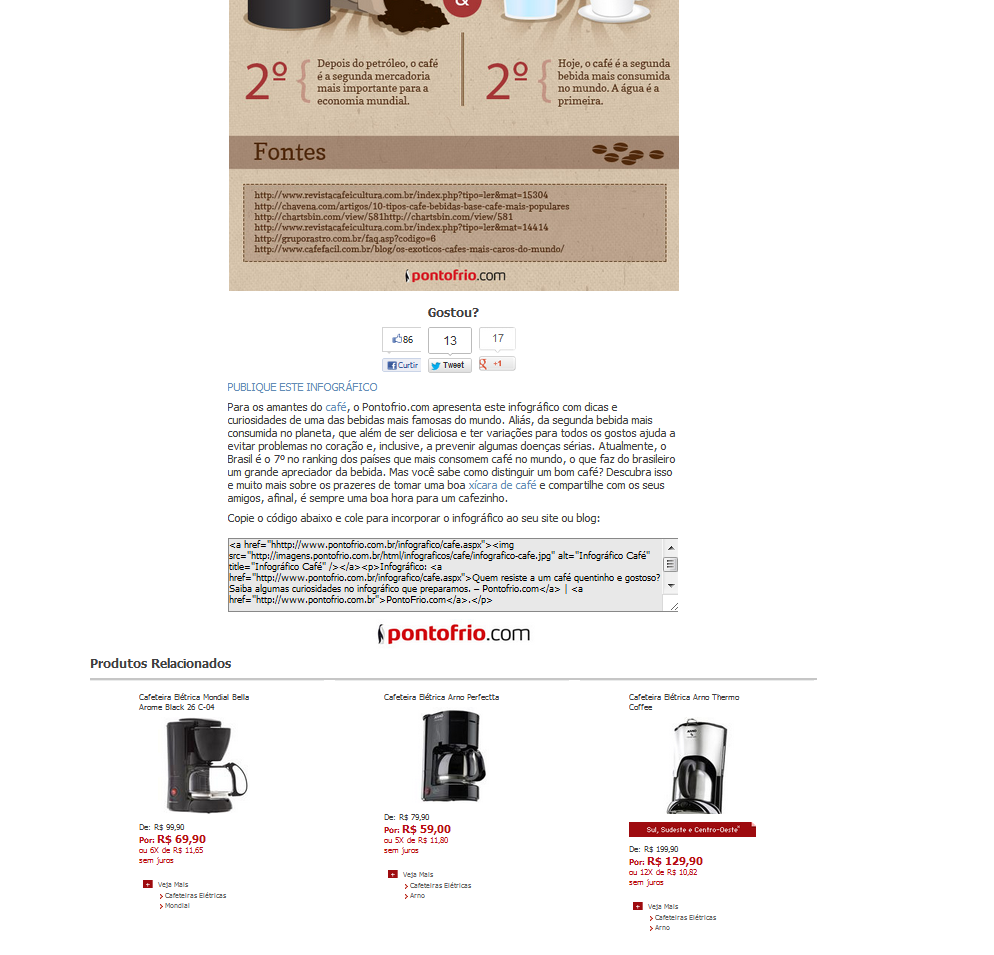 &
2º
Depois do petróleo, o café
é a segunda mercadoria
mais importante para a
economia mundial.
2º
Hoje, o café é a segunda
bebida mais consumida
no mundo. A água é a
primeira.
Fontes
http://www.revistacafeicultura.com.br/index.php?tipo=ler&mat=15304
http://chavena.com/artigos/10-tipos-cafe-bebidas-base-cafe-mais-populares
http://chartsbin.com/view/581http://chartsbin.com/view/581
http://www.revistacafeicultura.com.br/index.php?tipo=ler&mat=14414
http://gruporastro.com.br/faq.asp?codigo=6
http://www.cafefacil.com.br/blog/os-exoticos-cafes-mais-caros-do-mundo/
pontofrio.com
Gostou?
86 13 17
Curtir Tweet +1
PUBLIQUE ESTE INFOGRÁFICO
Para os amantes do café, o Pontofrio.com apresenta este infográfico com dicas e
curiosidades de uma das bebidas mais famosas do mundo. Aliás, da segunda bebida mais
consumida no planeta, que além de ser deliciosa e ter variações para todos os gostos ajuda a
evitar problemas no coração e, inclusive, a prevenir algumas doenças sérias. Atualmente, o
Brasil é o 7º no ranking dos países que mais consomem café no mundo, o que faz do brasileiro
um grande apreciador da bebida. Mas você sabe como distinguir um bom café? Descubra isso
e muito mais sobre os prazeres de tomar uma boa xícara de café e compartilhe com os seus
amigos, afinal, é sempre uma boa hora para um cafezinho.
Copie o código abaixo e cole para incorporar o infográfico ao seu site ou blog:
<a href="hhttp://www.pontofrio.com.br/infografico/cafe.aspx"><img
src="http://imagens.pontofrio.com.br/html/infograficos/cafe/infografico-cafe.jpg" alt="Infográfico Café"
title="Infográfico Café" /></a><p>Infográfico: <a
href="http://www.pontofrio.com.br/infografico/cafe.aspx">Quem resiste a um café quentinho e gostoso?
Saiba algumas curiosidades no infográfico que preparamos. – Pontofrio.com</a> | <a
href="http://www.pontofrio.com.br">PontoFrio.com</a>.</p>
pontofrio.com
Produtos Relacionados
Cafeteira Elétrica Mondial Bella
Arome Black 26 C-04
De: R$ 99,90
Por: R$ 69,90
ou 6X de R$ 11,65
sem juros
Veja Mais
Cafeteiras Elétricas
Mondial
Cafeteira Elétrica Arno Perfectta
De: R$ 79,90
Por: R$ 59,00
ou 5X de R$ 11,80
sem juros
Veja Mais
Cafeteiras Elétricas
Arno
Cafeteira Elétrica Arno Thermo
Coffee
Sul, Sudeste e Centro-Oeste*
De: R$ 199,90
Por: R$ 129,90
ou 12X de R$ 10,82
sem juros
Veja Mais
Cafeteiras Elétricas
Arno